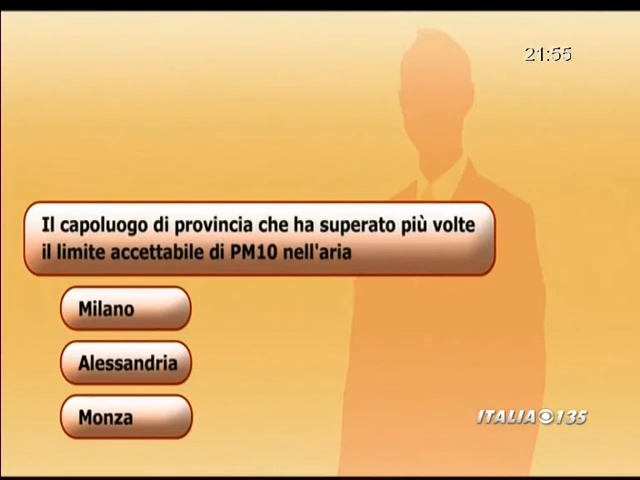 21:55
Il capoluogo di provincia che ha superato più volte
il limite accettabile di PM10 nell'aria
Milano
Alessandria
Monza
ITALIA 135